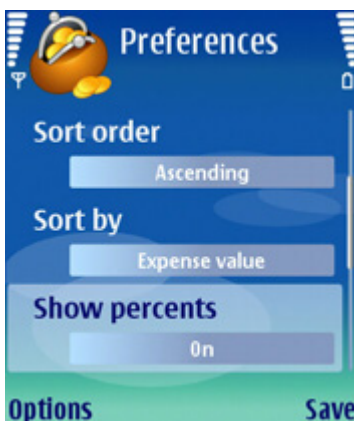 Preferences
Sort order
Ascending
Sort by
Expense value
Show percents
On
Options Save